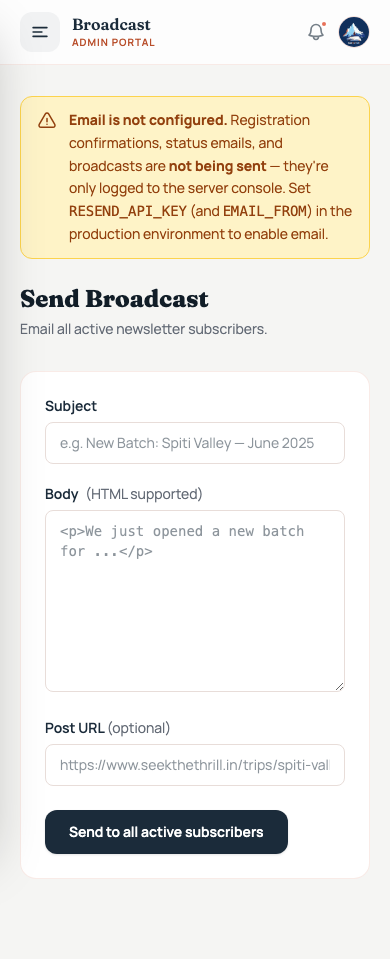 Broadcast
ADMIN PORTAL
Email is not configured. Registration
confirmations, status emails, and
broadcasts are not being sent — they're
only logged to the server console. Set
RESEND_API_KEY (and EMAIL_FROM) in the
production environment to enable email.
Send Broadcast
Email all active newsletter subscribers.
Subject
e.g. New Batch: Spiti Valley — June 2025
Body (HTML supported)
<p>We just opened a new batch
for ...</p>
Post URL (optional)
https://www.seekthethrill.in/trips/spiti-val
Send to all active subscribers